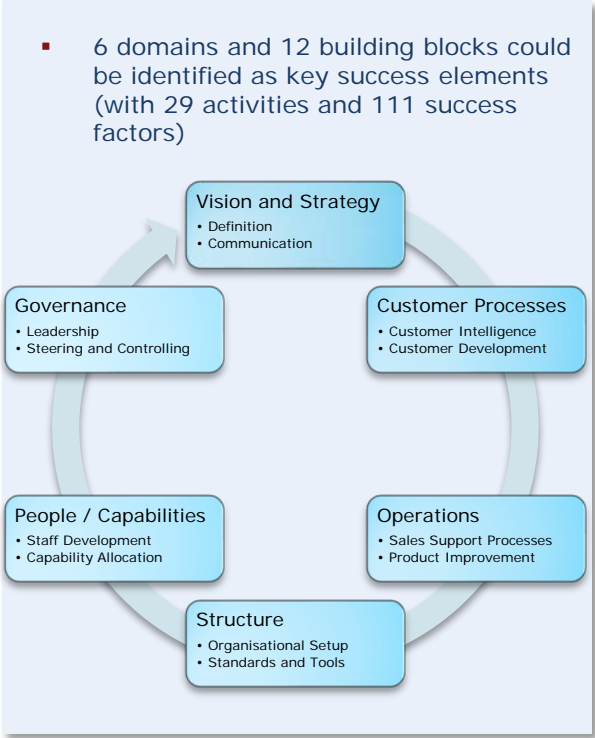 ▪ 6 domains and 12 building blocks could
be identified as key success elements
(with 29 activities and 111 success
factors)
Vision and Strategy
• Definition
• Communication
Governance
• Leadership
• Steering and Controlling
Customer Processes
• Customer Intelligence
• Customer Development
People / Capabilities
• Staff Development
• Capability Allocation
Operations
• Sales Support Processes
• Product Improvement
Structure
• Organisational Setup
• Standards and Tools